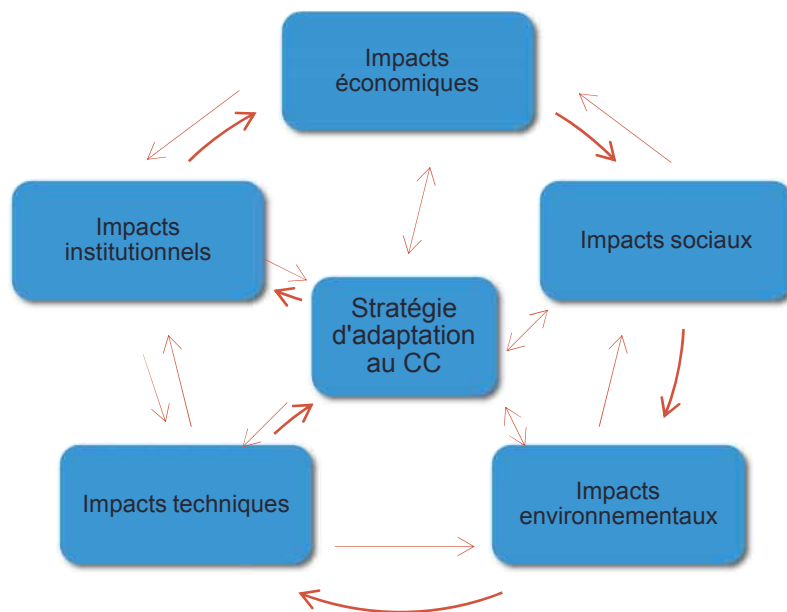 Impacts
économiques
Impacts
institutionnels
Impacts sociaux
Stratégie
d'adaptation
au CC
Impacts techniques
Impacts
environnementaux